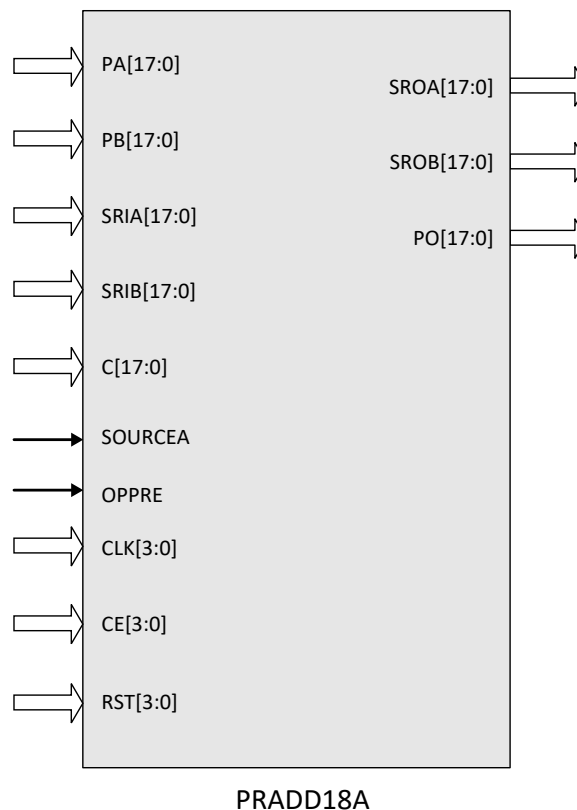 PA[17:0]
SROA[17:0]
PB[17:0]
SROB[17:0]
SRIA[17:0]
PO[17:0]
SRIB[17:0]
C[17:0]
SOURCEA
OPPRE
CLK[3:0]
CE[3:0]
RST[3:0]
PRADD18A